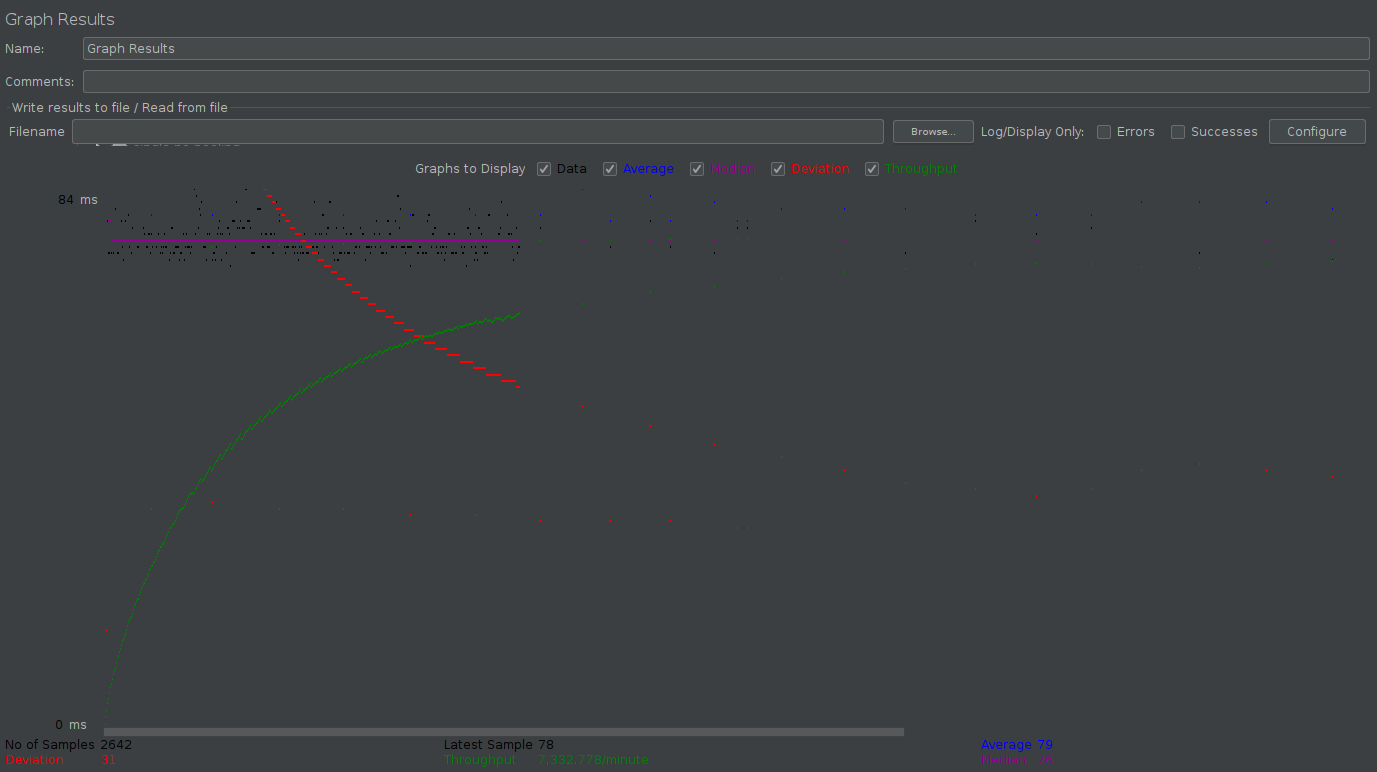 Graph Results
Name: Graph Results
Comments:
Write results to file / Read from file
Filename Browse... Log/Display Only: Errors Successes Configure
Graphs to Display Data Average Median Deviation Throughput
84 ms
0 ms
No of Samples 2642 Latest Sample 78 Average 79
Deviation 31 Throughput 7,332.778/minute Median